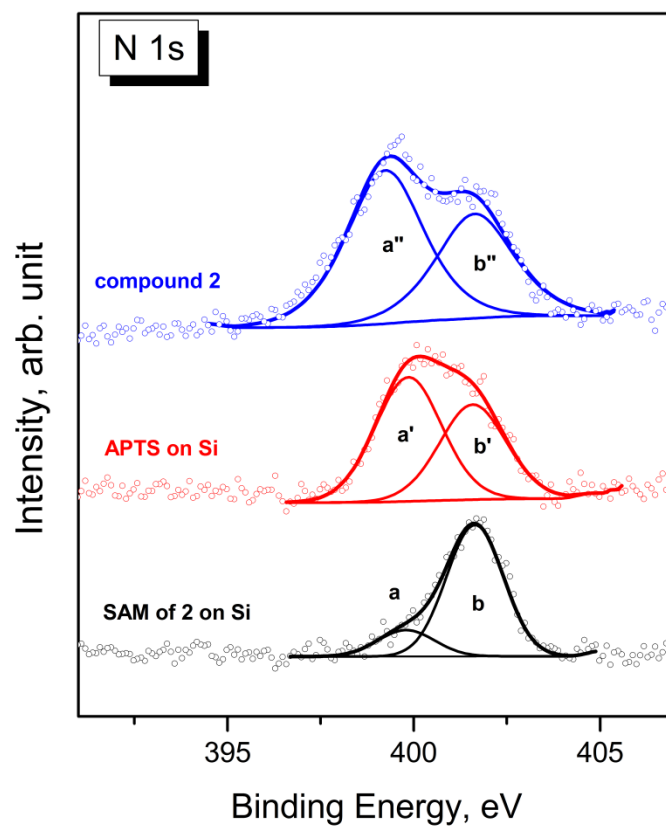 N 1s
a"
b"
compound 2
a'
b'
APTS on Si
a
b
SAM of 2 on Si
Intensity, arb. unit
395
400
405
Binding Energy, eV